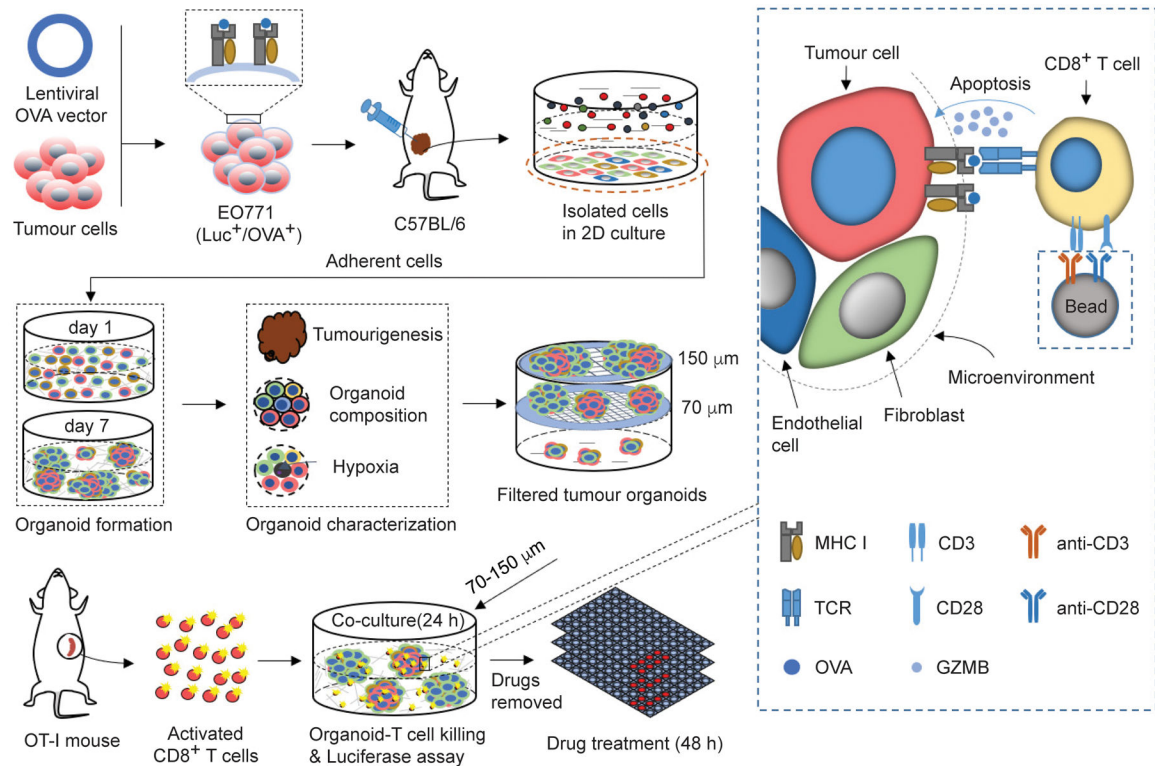 Lentiviral
OVA vector
Tumour cells
EO771
(Luc⁺/OVA⁺)
C57BL/6
Isolated cells
in 2D culture
Adherent cells
day 1
day 7
Organoid formation
Tumourigenesis
Organoid
composition
Hypoxia
Organoid characterization
150 μm
70 μm
Filtered tumour organoids
OT-I mouse
Activated
CD8⁺ T cells
70-150 μm
Co-culture(24 h)
Organoid-T cell killing
& Luciferase assay
Drugs
removed
Drug treatment (48 h)
Tumour cell
Apoptosis
CD8⁺ T cell
Bead
Microenvironment
Fibroblast
Endothelial
cell
MHC I
CD3
anti-CD3
TCR
CD28
anti-CD28
OVA
GZMB